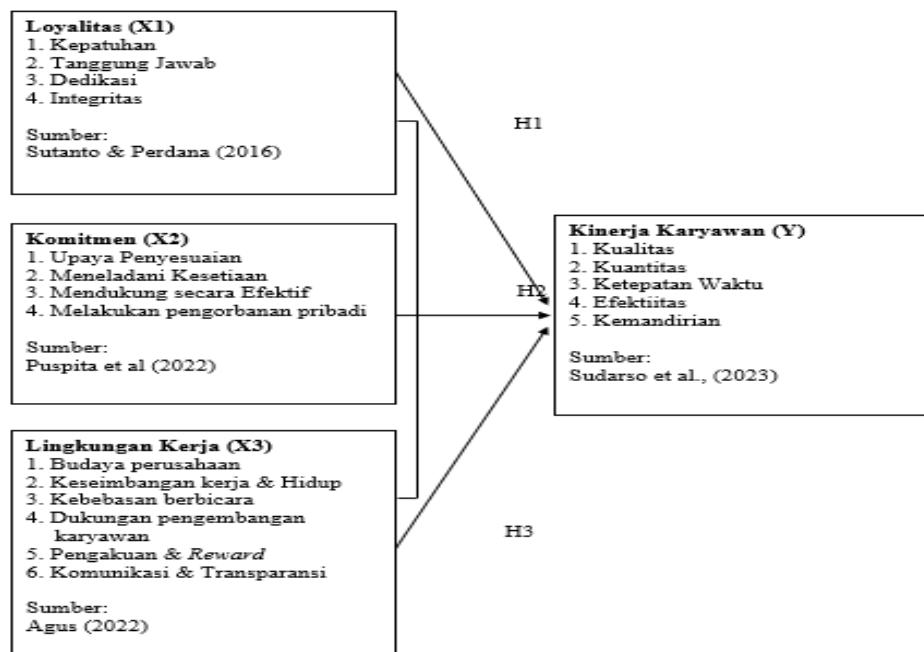 Loyalitas (X1)
1. Kepatuhan
2. Tanggung Jawab
3. Dedikasi
4. Integritas
Sumber:
Sutanto & Perdana (2016)
H1
Komitmen (X2)
1. Upaya Penyesuaian
2. Meneladani Kesetiaan
3. Mendukung secara Efektif
4. Melakukan pengorbanan pribadi
Sumber:
Puspita et al (2022)
H2
Kinerja Karyawan (Y)
1. Kualitas
2. Kuantitas
3. Ketepatan Waktu
4. Efektiitas
5. Kemandirian
Sumber:
Sudarso et al., (2023)
Lingkungan Kerja (X3)
1. Budaya perusahaan
2. Keseimbangan kerja & Hidup
3. Kebebasan berbicara
4. Dukungan pengembangan
karyawan
5. Pengakuan & Reward
6. Komunikasi & Transparansi
Sumber:
Agus (2022)
H3